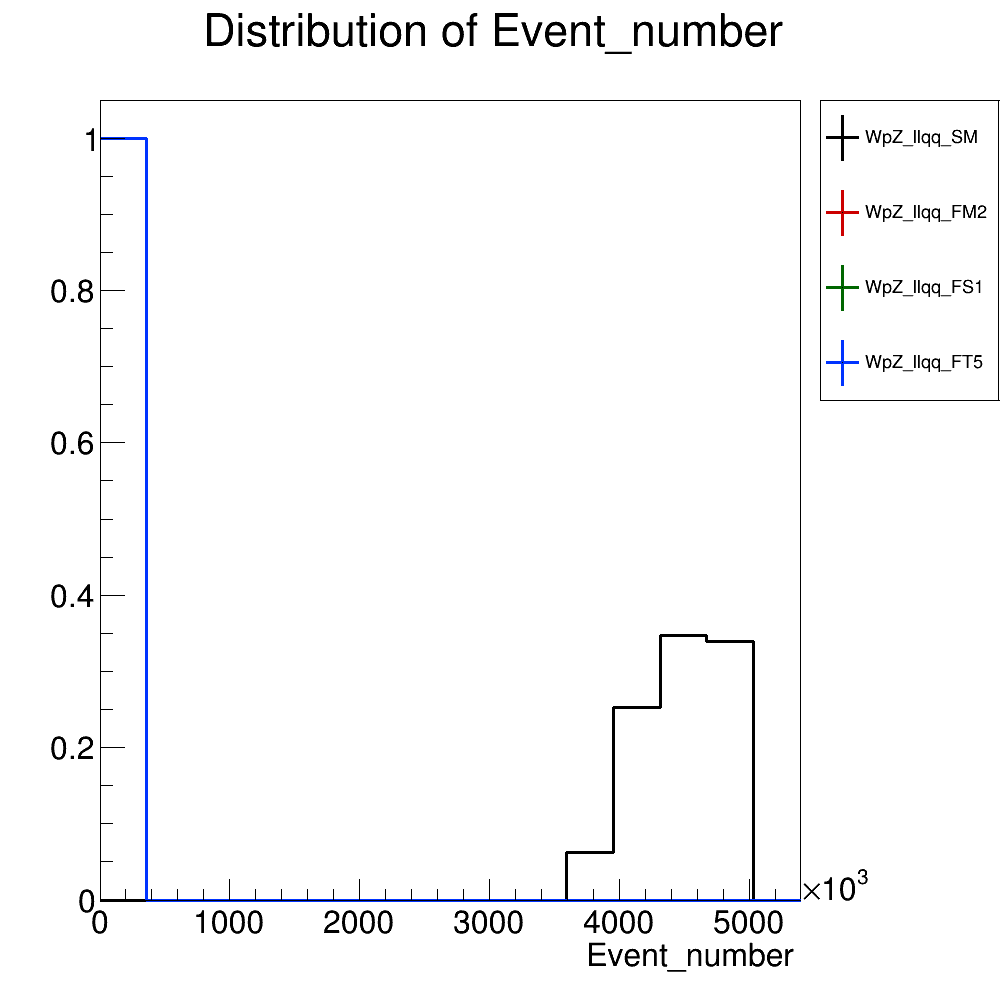 Distribution of Event_number
1
0.8
0.6
0.4
0.2
0
0 1000 2000 3000 4000 5000
×10³
Event_number
WpZ_llqq_SM
WpZ_llqq_FM2
WpZ_llqq_FS1
WpZ_llqq_FT5